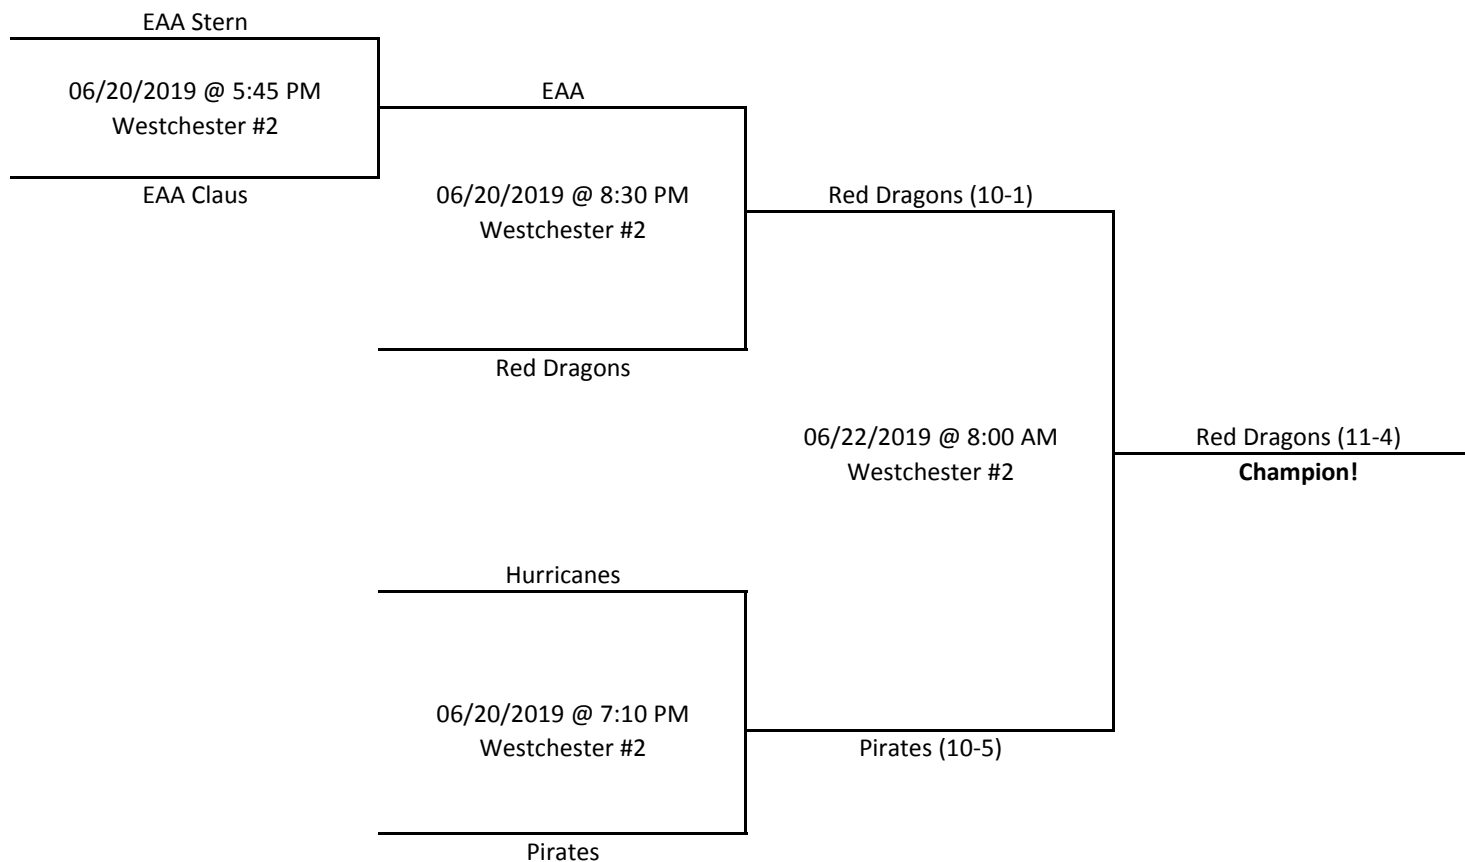 EAA Stern
06/20/2019 @ 5:45 PM
Westchester #2
EAA Claus
EAA
06/20/2019 @ 8:30 PM
Westchester #2
Red Dragons
Red Dragons (10-1)
06/22/2019 @ 8:00 AM
Westchester #2
Red Dragons (11-4)
Champion!
Hurricanes
06/20/2019 @ 7:10 PM
Westchester #2
Pirates (10-5)
Pirates